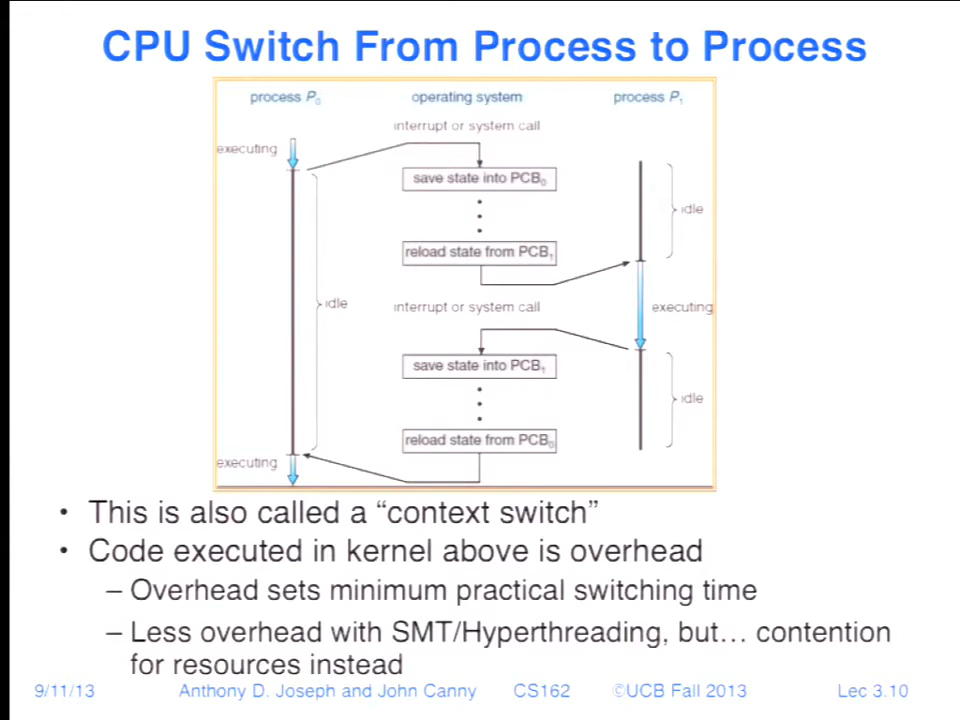 CPU Switch From Process to Process
process P0 operating system process P1
interrupt or system call
executing
save state into PCB0
idle
reload state from PCB1
idle
interrupt or system call
executing
save state into PCB1
idle
reload state from PCB0
executing
• This is also called a “context switch”
• Code executed in kernel above is overhead
– Overhead sets minimum practical switching time
– Less overhead with SMT/Hyperthreading, but… contention
for resources instead
9/11/13 Anthony D. Joseph and John Canny CS162 ©UCB Fall 2013 Lec 3.10